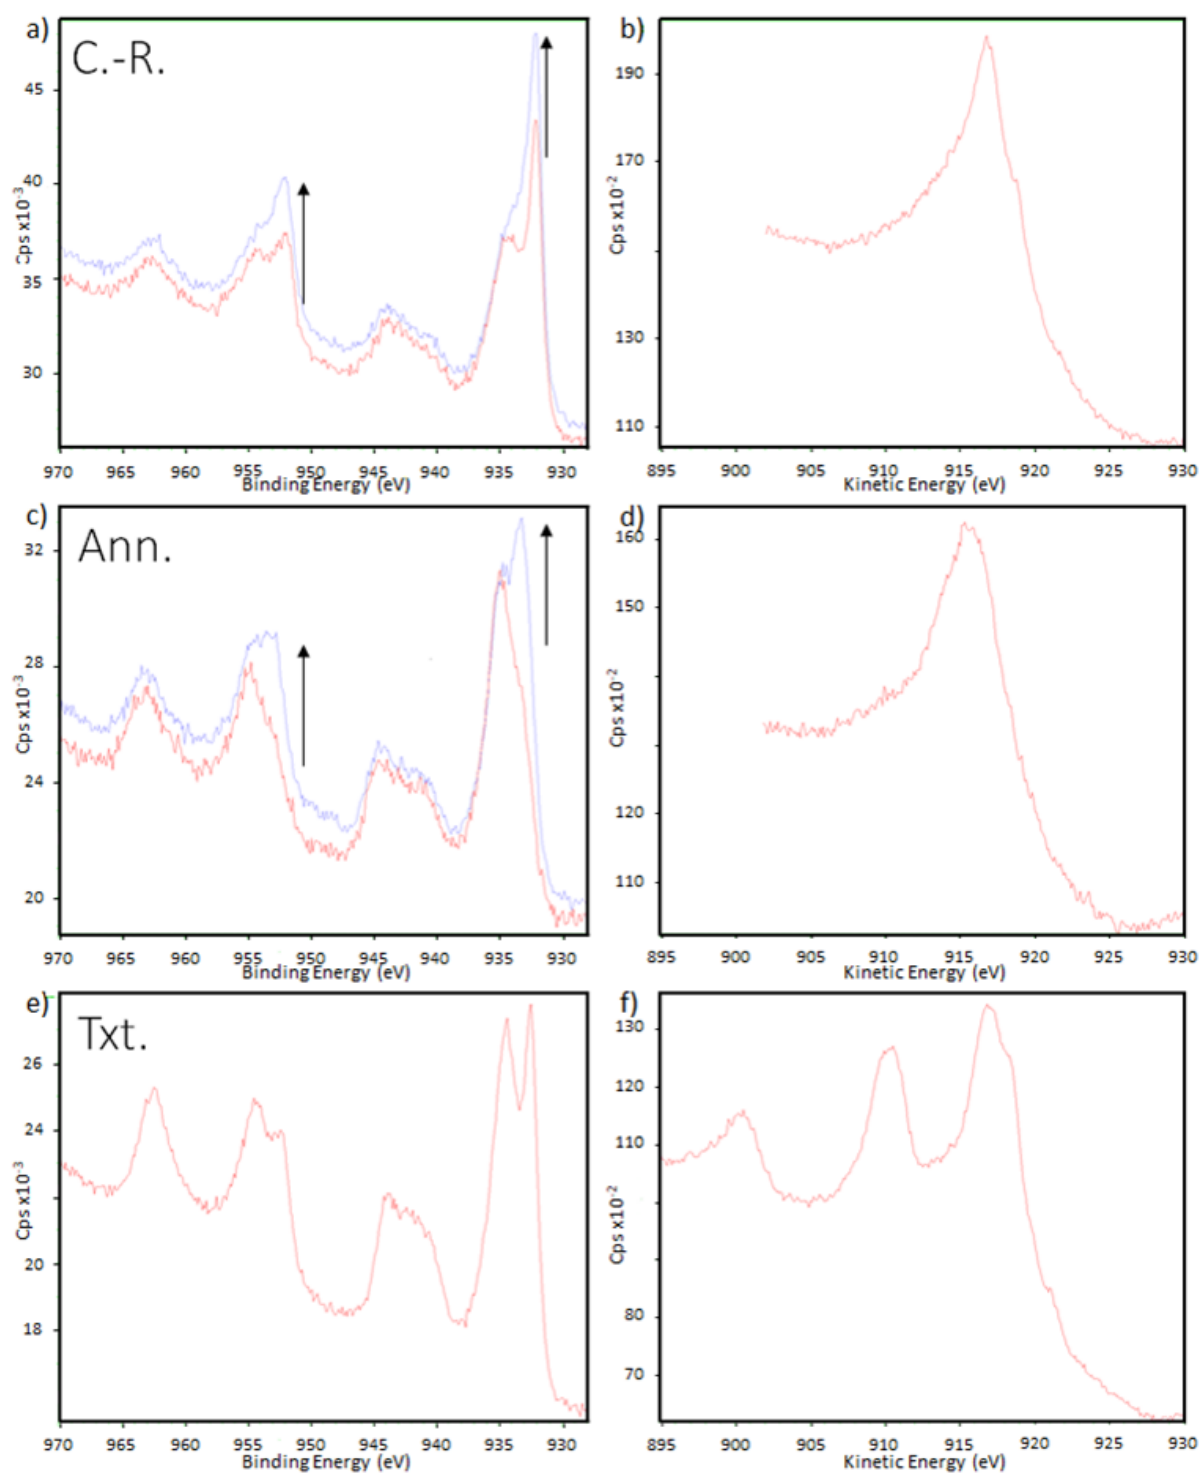 a)
C.-R.
45
40
35
30
Cps x10-3
970 965 960 955 950 945 940 935 930
Binding Energy (eV)
b)
190
170
130
110
Cps x10-2
895 900 905 910 915 920 925 930
Kinetic Energy (eV)
c)
Ann.
32
28
24
20
Cps x10-3
970 965 960 955 950 945 940 935 930
Binding Energy (eV)
d)
160
150
120
110
Cps x10-2
895 900 905 910 915 920 925 930
Kinetic Energy (eV)
e)
Txt.
26
24
20
18
Cps x10-3
970 965 960 955 950 945 940 935 930
Binding Energy (eV)
f)
130
120
110
80
70
Cps x10-2
895 900 905 910 915 920 925 930
Kinetic Energy (eV)